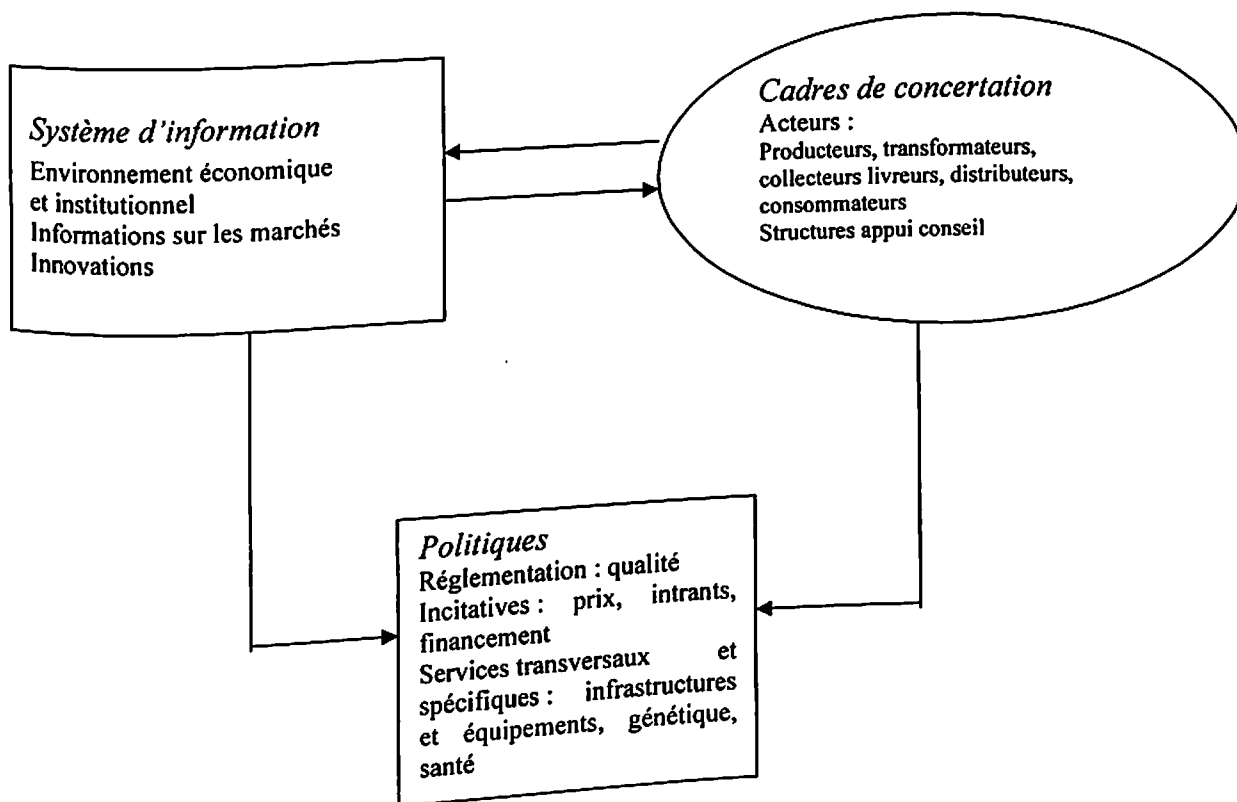 Système d'information
Environnement économique
et institutionnel
Informations sur les marchés
Innovations
Cadres de concertation
Acteurs :
Producteurs, transformateurs,
collecteurs livreurs, distributeurs,
consommateurs
Structures appui conseil
Politiques
Réglementation : qualité
Incitatives : prix, intrants,
financement
Services transversaux et
spécifiques : infrastructures
et équipements, génétique,
santé